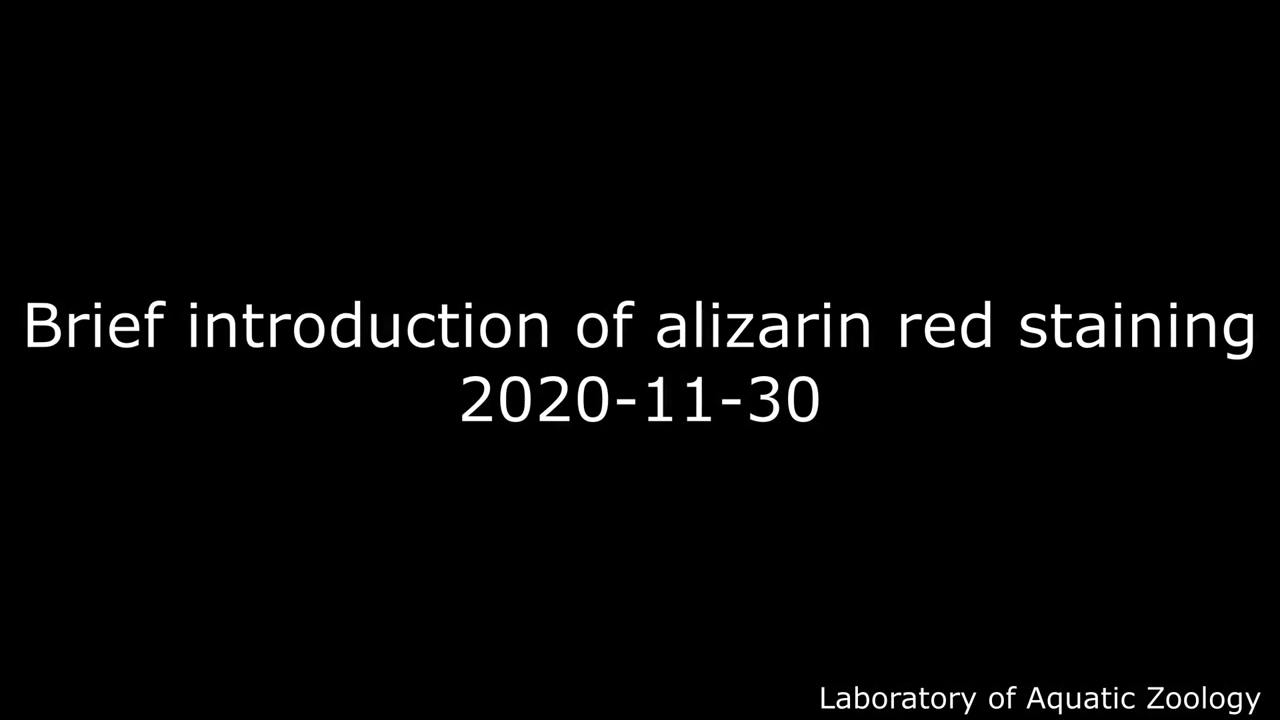 Brief introduction of alizarin red staining
2020-11-30
Laboratory of Aquatic Zoology